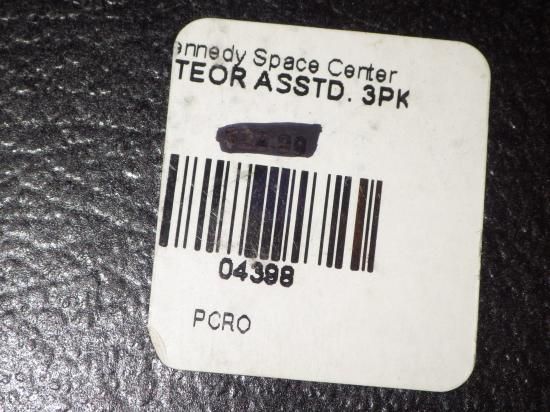 ennedy Space Center
TEOR ASSTD. 3PK
04398
PCRO